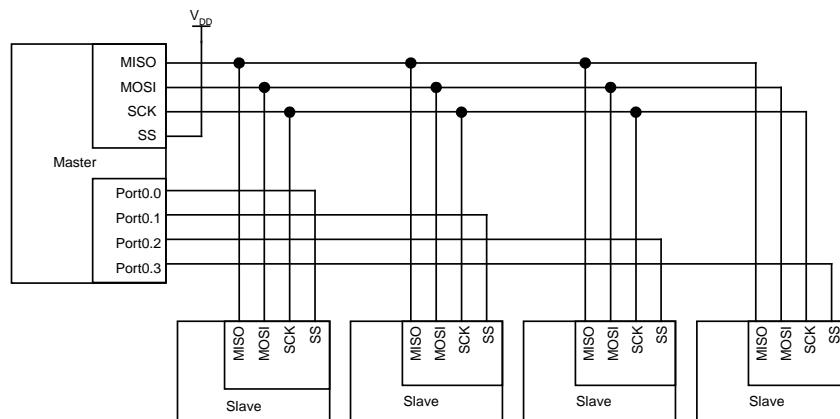 VDD
MISO
MOSI
SCK
SS
Master
Port0.0
Port0.1
Port0.2
Port0.3
MISO
MOSI
SCK
SS
Slave
MISO
MOSI
SCK
SS
Slave
MISO
MOSI
SCK
SS
Slave
MISO
MOSI
SCK
SS
Slave